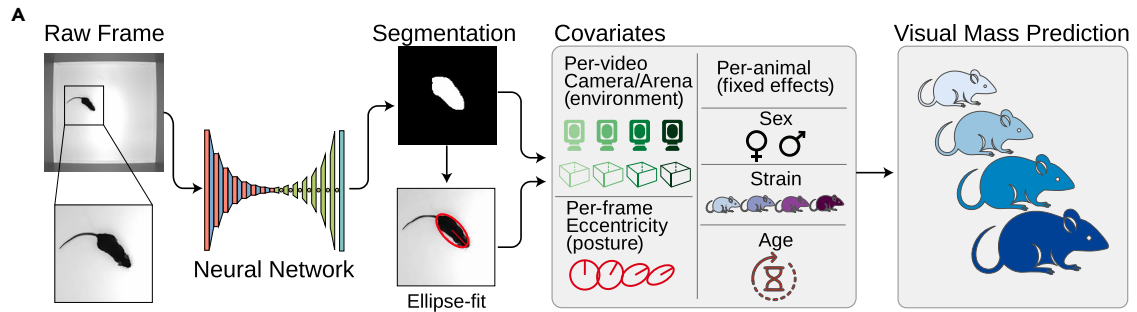 A
Raw Frame
Neural Network
Segmentation
Ellipse-fit
Covariates
Per-video
Camera/Arena
(environment)
Per-frame
Eccentricity
(posture)
Per-animal
(fixed effects)
Sex
Strain
Age
Visual Mass Prediction